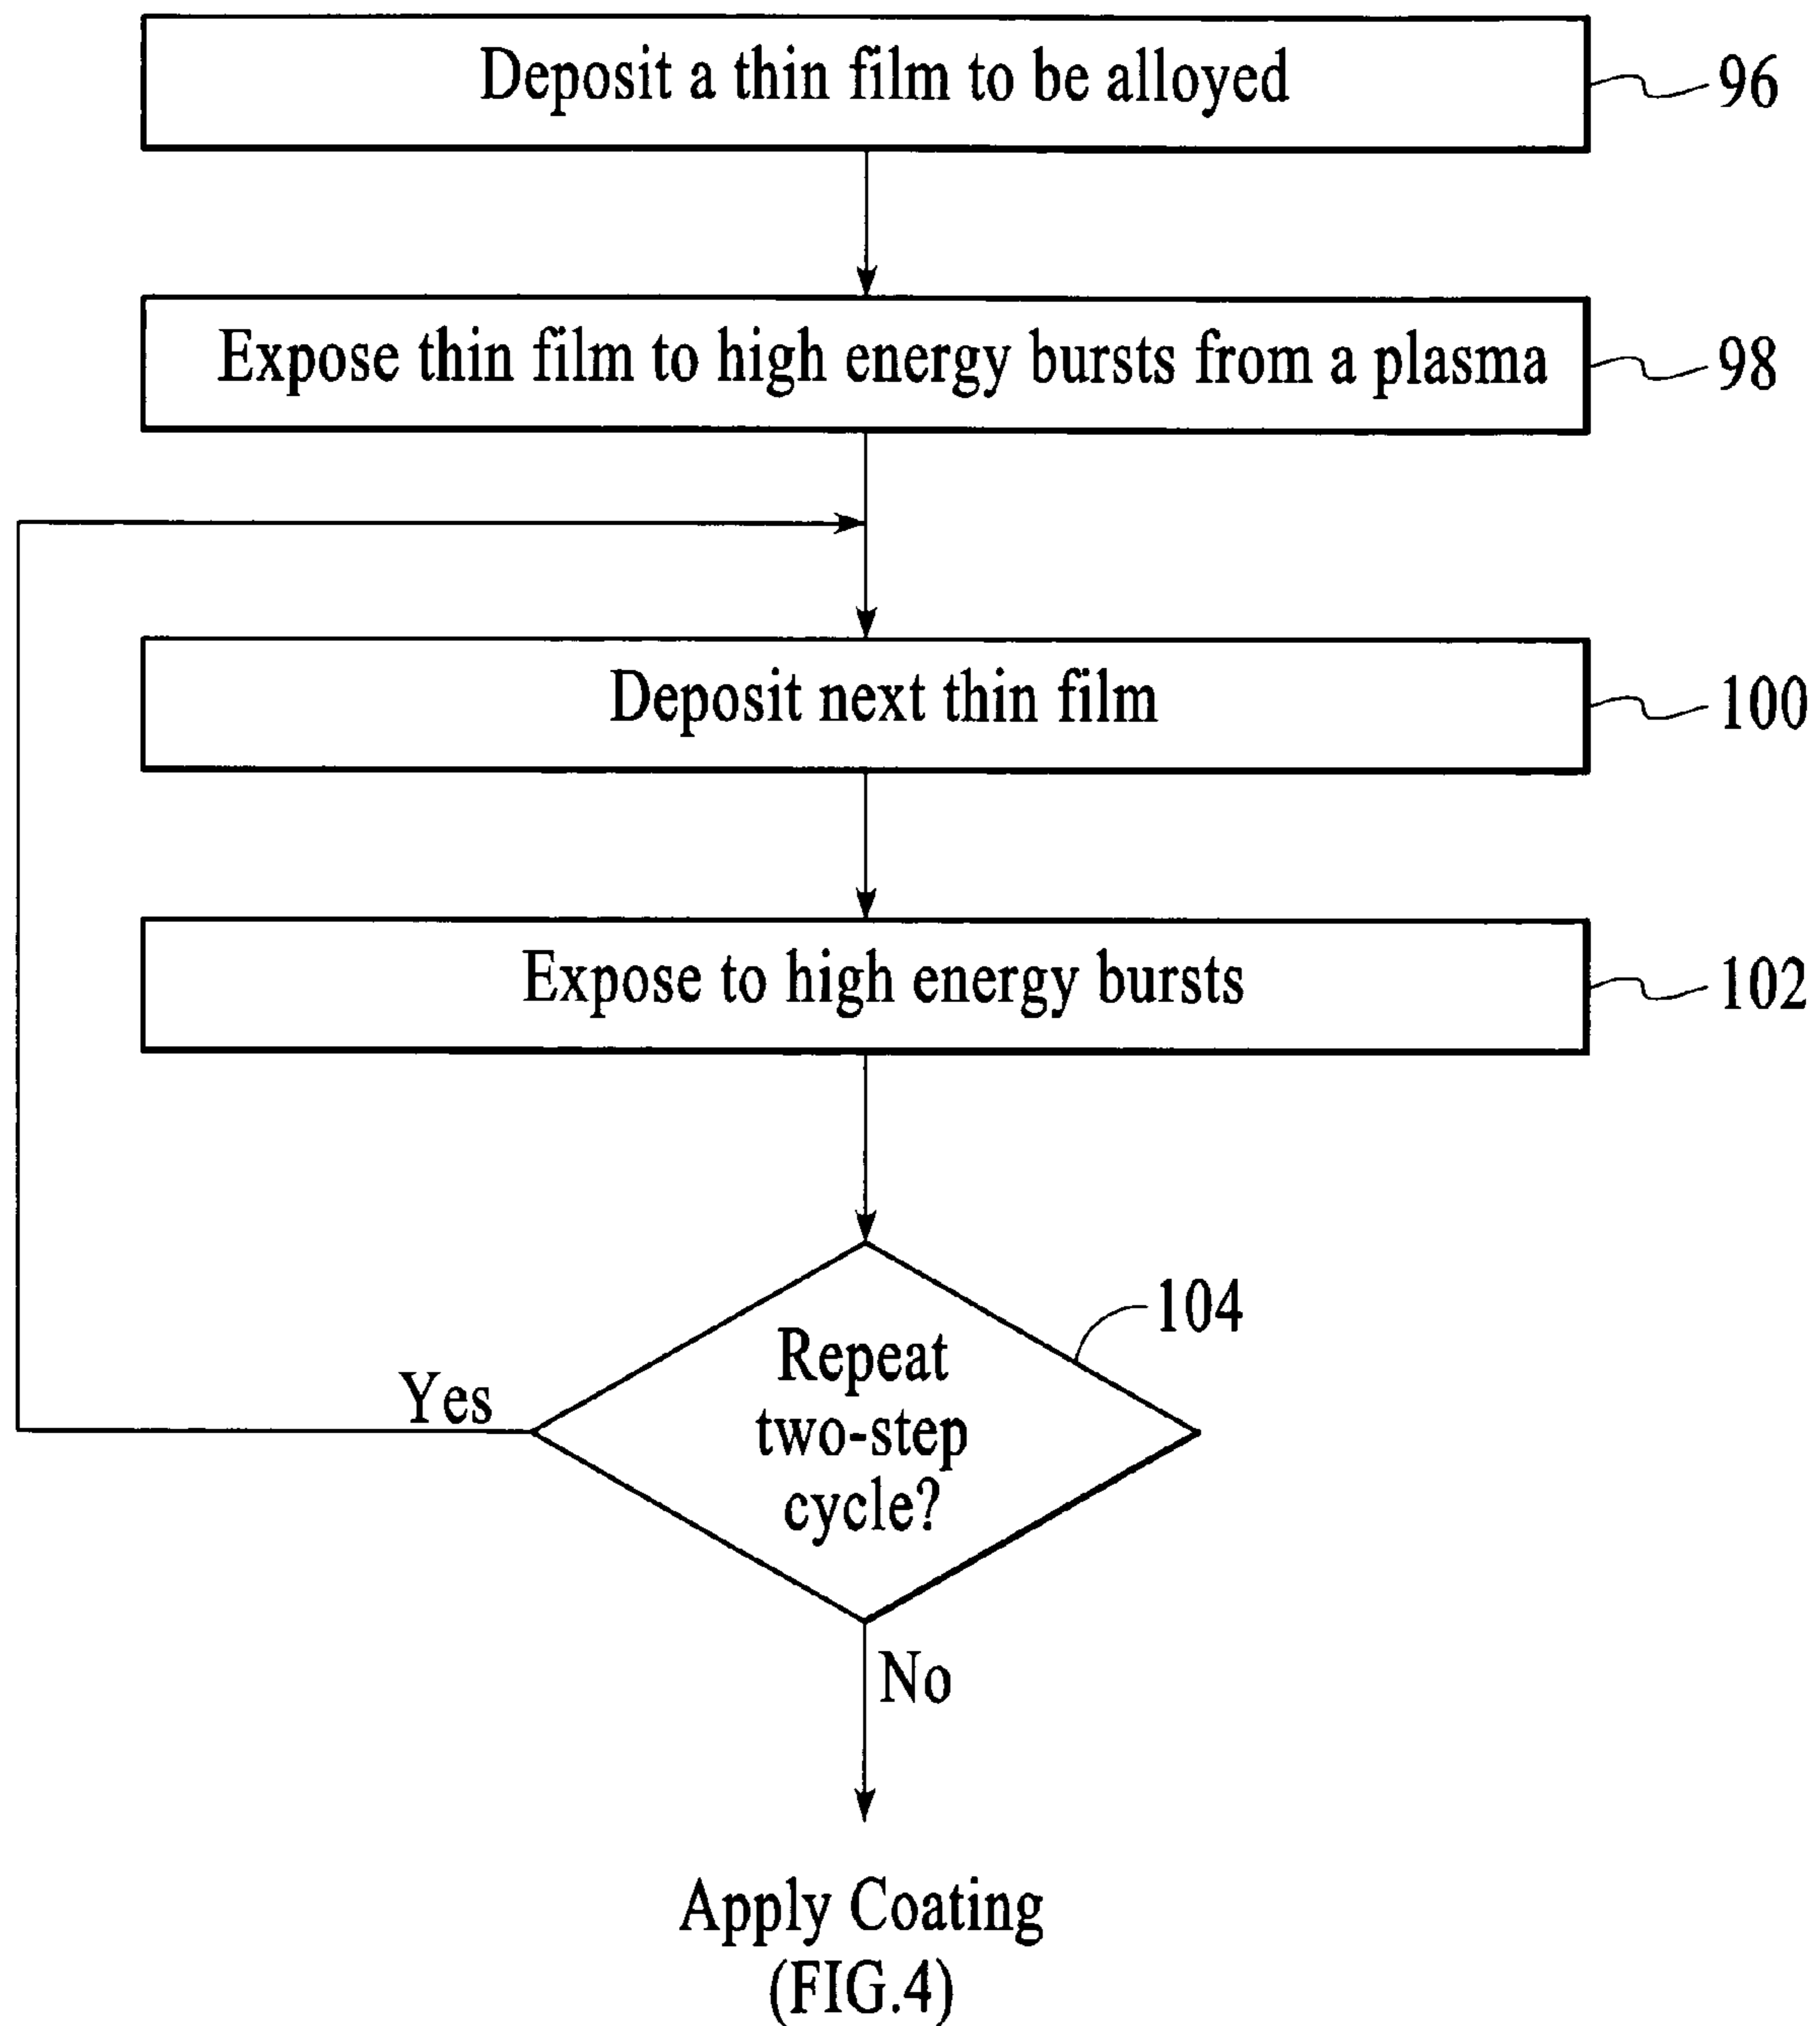 Deposit a thin film to be alloyed
96
Expose thin film to high energy bursts from a plasma
98
Deposit next thin film
100
Expose to high energy bursts
102
104
Repeat
two-step
cycle?
Yes
No
Apply Coating
(FIG.4)